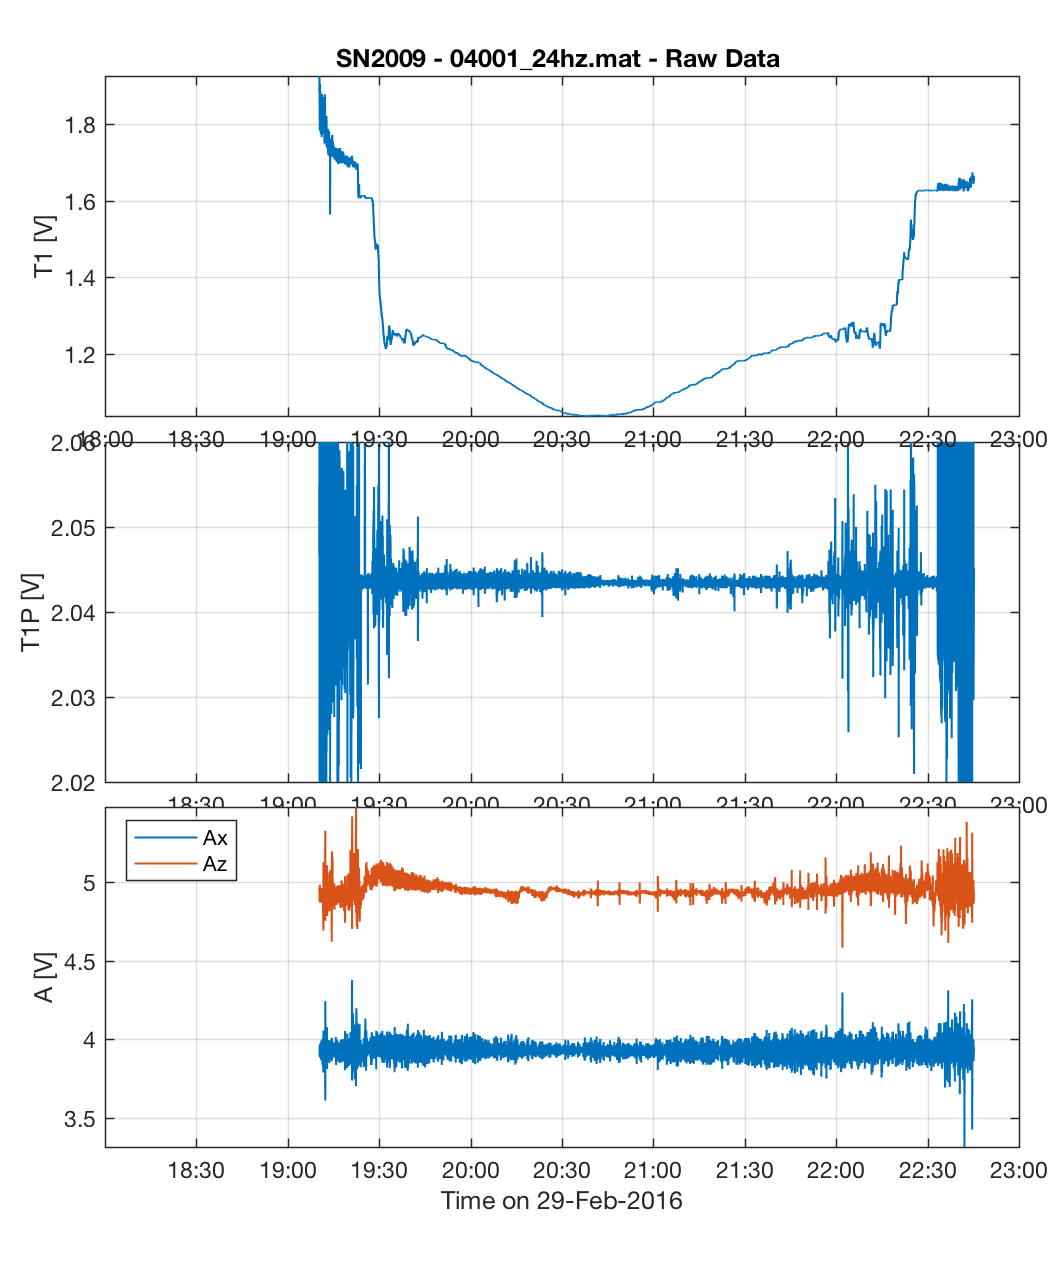 SN2009 - 04001_24hz.mat - Raw Data
1.8
1.6
1.4
1.2
T1 [V]
18:00 18:30 19:00 19:30 20:00 20:30 21:00 21:30 22:00 22:30 23:00
2.06
2.05
2.04
2.03
2.02
T1P [V]
18:30 19:00 19:30 20:00 20:30 21:00 21:30 22:00 22:30 23:00
Ax
Az
5
4.5
4
3.5
A [V]
18:30 19:00 19:30 20:00 20:30 21:00 21:30 22:00 22:30 23:00
Time on 29-Feb-2016